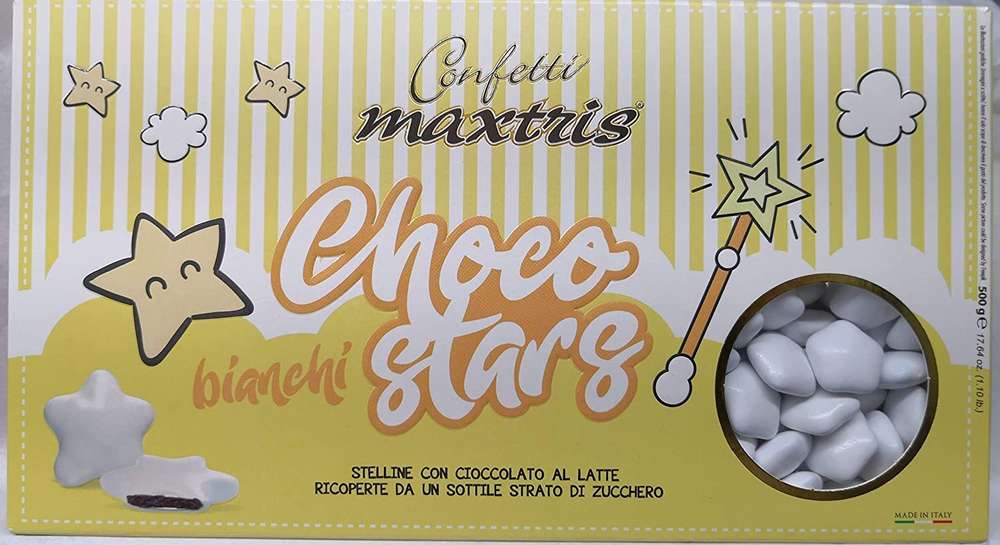 Confetti
maxtris®
Choco
bianchi stars
STELLINE CON CIOCCOLATO AL LATTE
RICOPERTE DA UN SOTTILE STRATO DI ZUCCHERO
MADE IN ITALY
500 g ℮ 17.64 oz. (1.10 lb.)